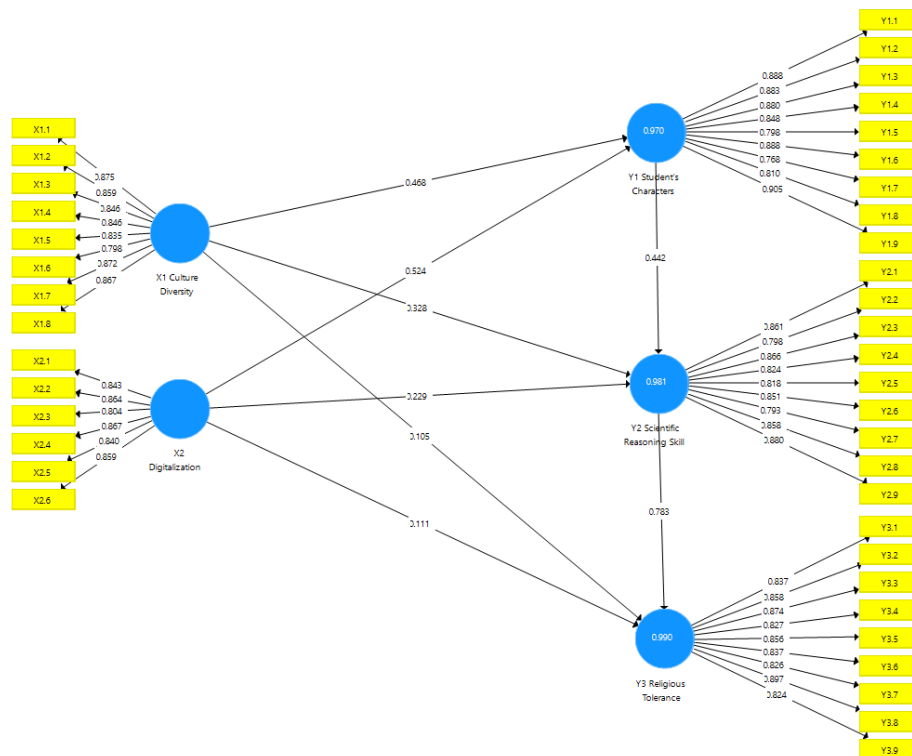 X1.1
X1.2
X1.3
X1.4
X1.5
X1.6
X1.7
X1.8
0.875
0.859
0.846
0.846
0.835
0.798
0.872
0.867
X1 Culture
Diversity
X2.1
X2.2
X2.3
X2.4
X2.5
X2.6
0.843
0.864
0.804
0.867
0.840
0.859
X2
Digitalization
0.468
0.524
0.328
0.229
0.105
0.111
0.970
Y1 Student's
Characters
0.442
0.981
Y2 Scientific
Reasoning Skill
0.783
0.990
Y3 Religious
Tolerance
0.888
0.883
0.880
0.848
0.798
0.888
0.768
0.810
0.905
Y1.1
Y1.2
Y1.3
Y1.4
Y1.5
Y1.6
Y1.7
Y1.8
Y1.9
0.861
0.798
0.866
0.824
0.818
0.851
0.793
0.858
0.880
Y2.1
Y2.2
Y2.3
Y2.4
Y2.5
Y2.6
Y2.7
Y2.8
Y2.9
0.837
0.858
0.874
0.827
0.856
0.837
0.826
0.897
0.824
Y3.1
Y3.2
Y3.3
Y3.4
Y3.5
Y3.6
Y3.7
Y3.8
Y3.9